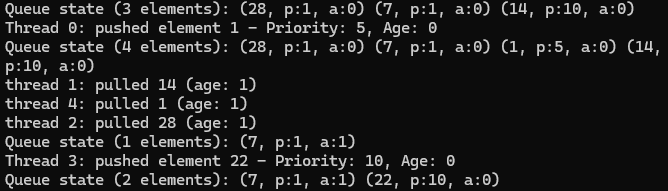 Queue state (3 elements): (28, p:1, a:0) (7, p:1, a:0) (14, p:10, a:0)
Thread 0: pushed element 1 – Priority: 5, Age: 0
Queue state (4 elements): (28, p:1, a:0) (7, p:1, a:0) (1, p:5, a:0) (14,
p:10, a:0)
thread 1: pulled 14 (age: 1)
thread 4: pulled 1 (age: 1)
thread 2: pulled 28 (age: 1)
Queue state (1 elements): (7, p:1, a:1)
Thread 3: pushed element 22 – Priority: 10, Age: 0
Queue state (2 elements): (7, p:1, a:1) (22, p:10, a:0)